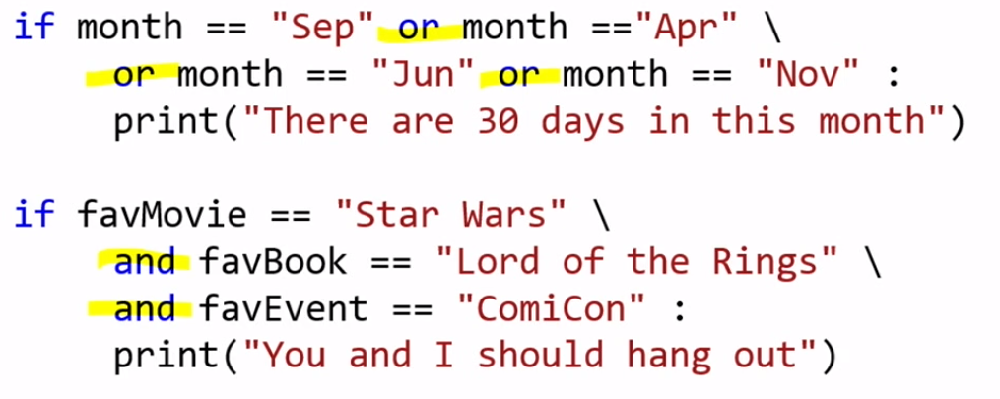 if month == "Sep" or month =="Apr" \
or month == "Jun" or month == "Nov" :
print("There are 30 days in this month")
if favMovie == "Star Wars" \
and favBook == "Lord of the Rings" \
and favEvent == "ComiCon" :
print("You and I should hang out")